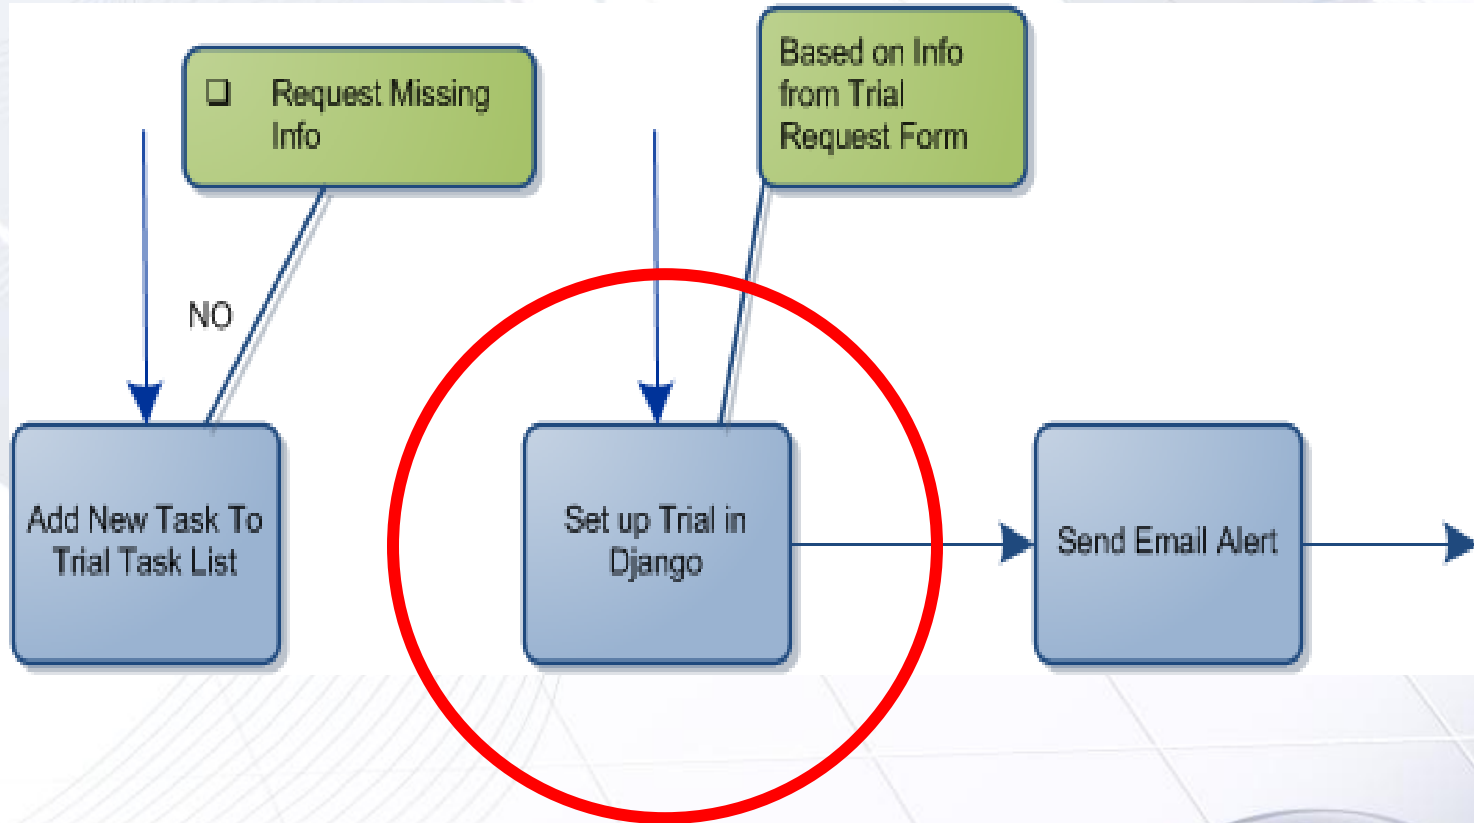 ❑ Request Missing
Info
Based on Info
from Trial
Request Form
NO
Add New Task To
Trial Task List
Set up Trial in
Django
Send Email Alert